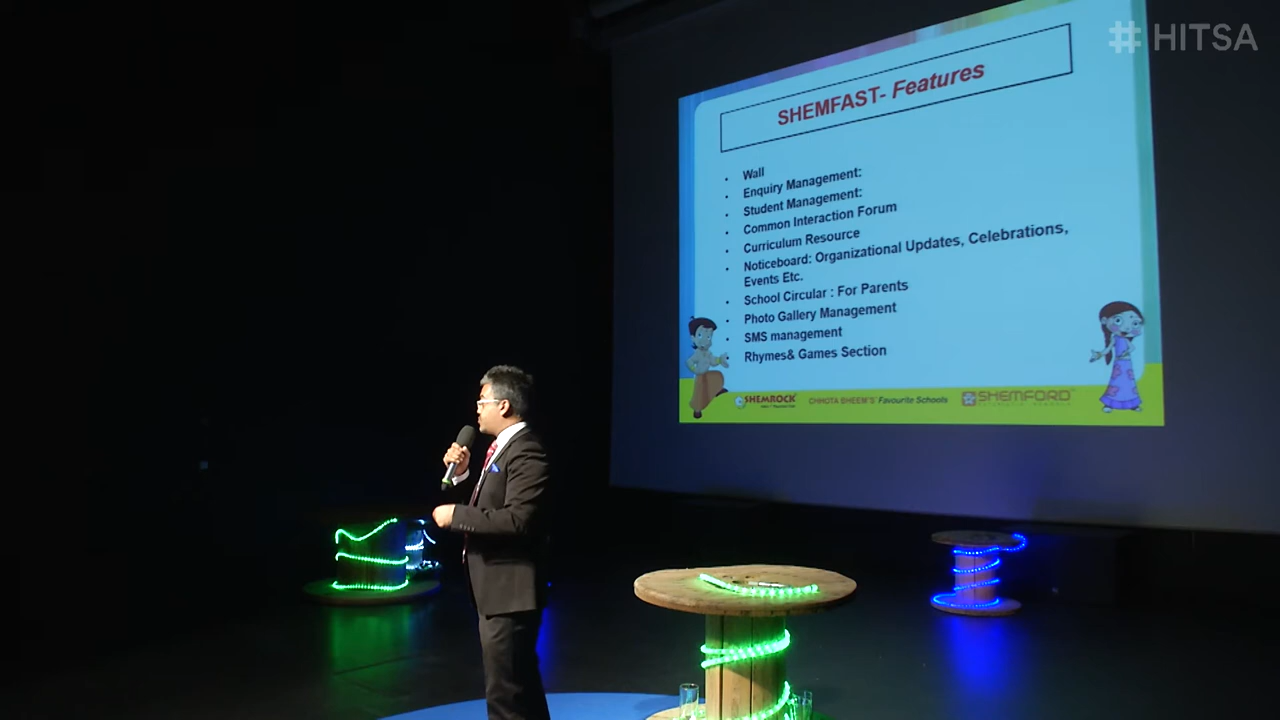 # HITSA
SHEMFAST- Features
• Wall
• Enquiry Management:
• Student Management:
• Common Interaction Forum
• Curriculum Resource
• Noticeboard: Organizational Updates, Celebrations,
Events Etc.
• School Circular : For Parents
• Photo Gallery Management
• SMS management
• Rhymes& Games Section
SHEMROCK
CHHOTA BHEEM'S Favourite Schools
SHEMFORD